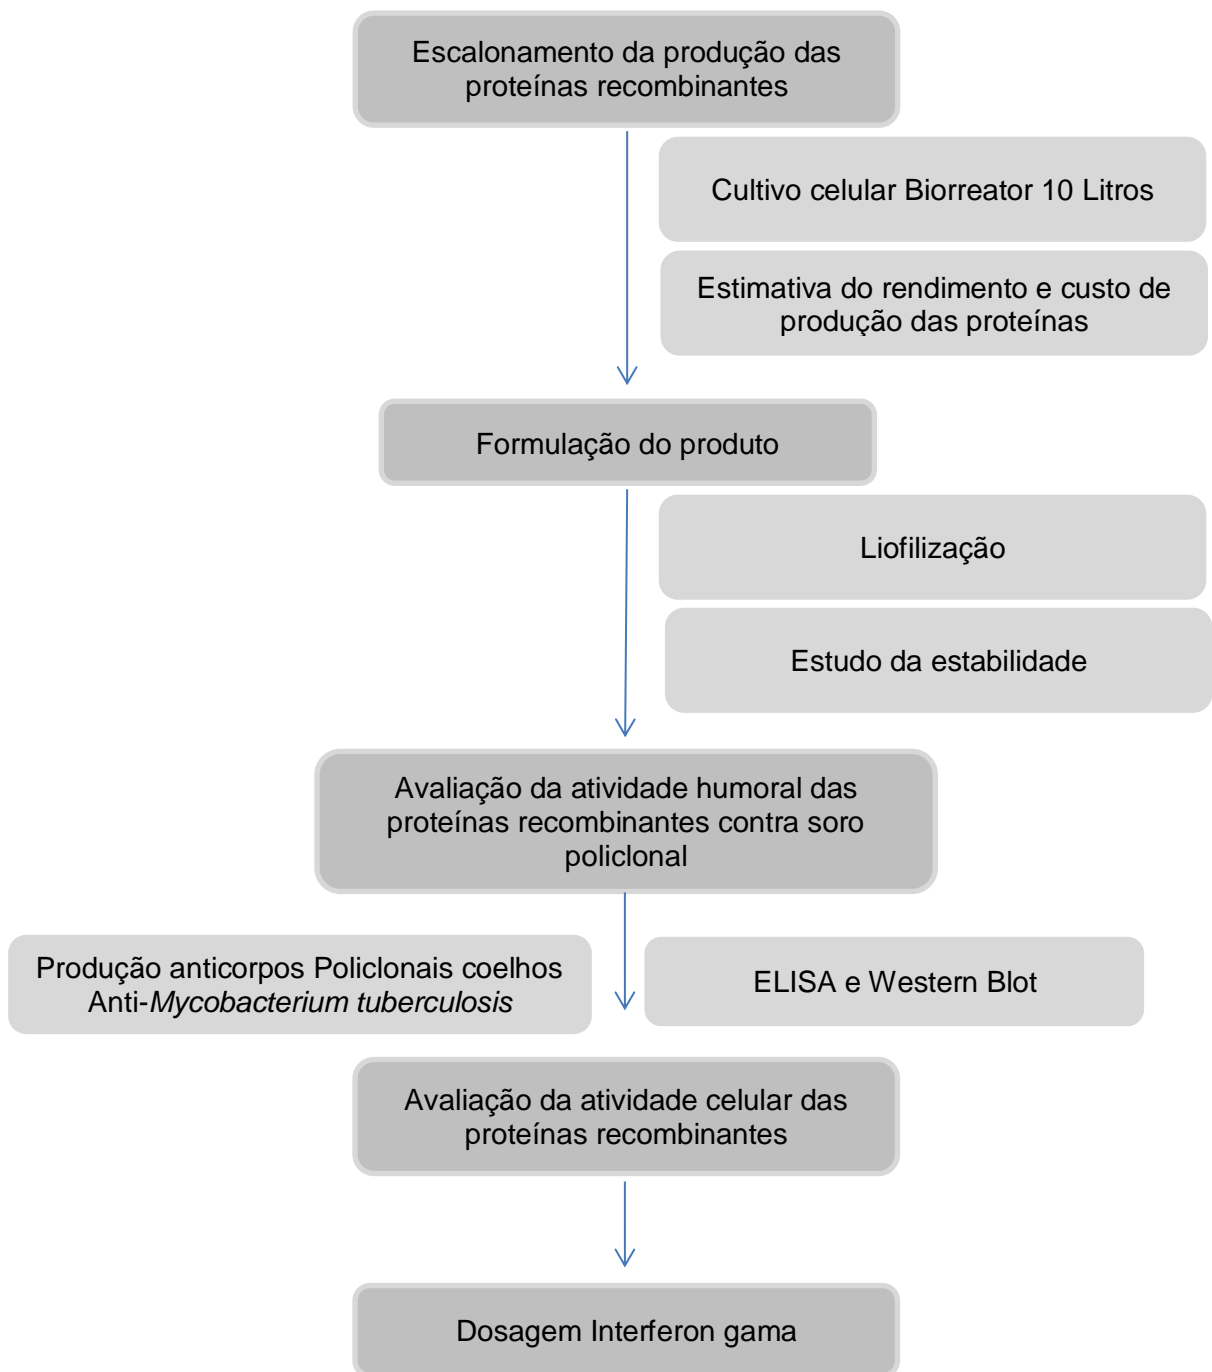 Escalonamento da produção das
proteínas recombinantes
Cultivo celular Biorreator 10 Litros
Estimativa do rendimento e custo de
produção das proteínas
Formulação do produto
Liofilização
Estudo da estabilidade
Avaliação da atividade humoral das
proteínas recombinantes contra soro
policlonal
Produção anticorpos Policlonais coelhos
Anti-Mycobacterium tuberculosis
ELISA e Western Blot
Avaliação da atividade celular das
proteínas recombinantes
Dosagem Interferon gama